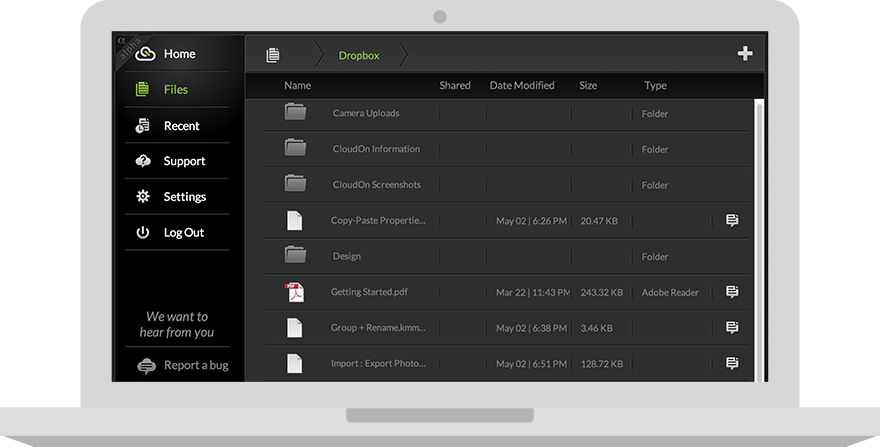 alpha
Home
Files
Recent
Support
Settings
Log Out
We want to
hear from you
Report a bug
Dropbox
Name Shared Date Modified Size Type
Camera Uploads Folder
CloudOn Information Folder
CloudOn Screenshots Folder
Copy-Paste Propertie... May 02 | 6:26 PM 20.47 KB
Design Folder
PDF
Getting Started.pdf Mar 22 | 11:43 PM 243.32 KB Adobe Reader
Group + Rename.kmm... May 02 | 6:38 PM 3.46 KB
Import : Export Photo... May 02 | 6:51 PM 128.72 KB